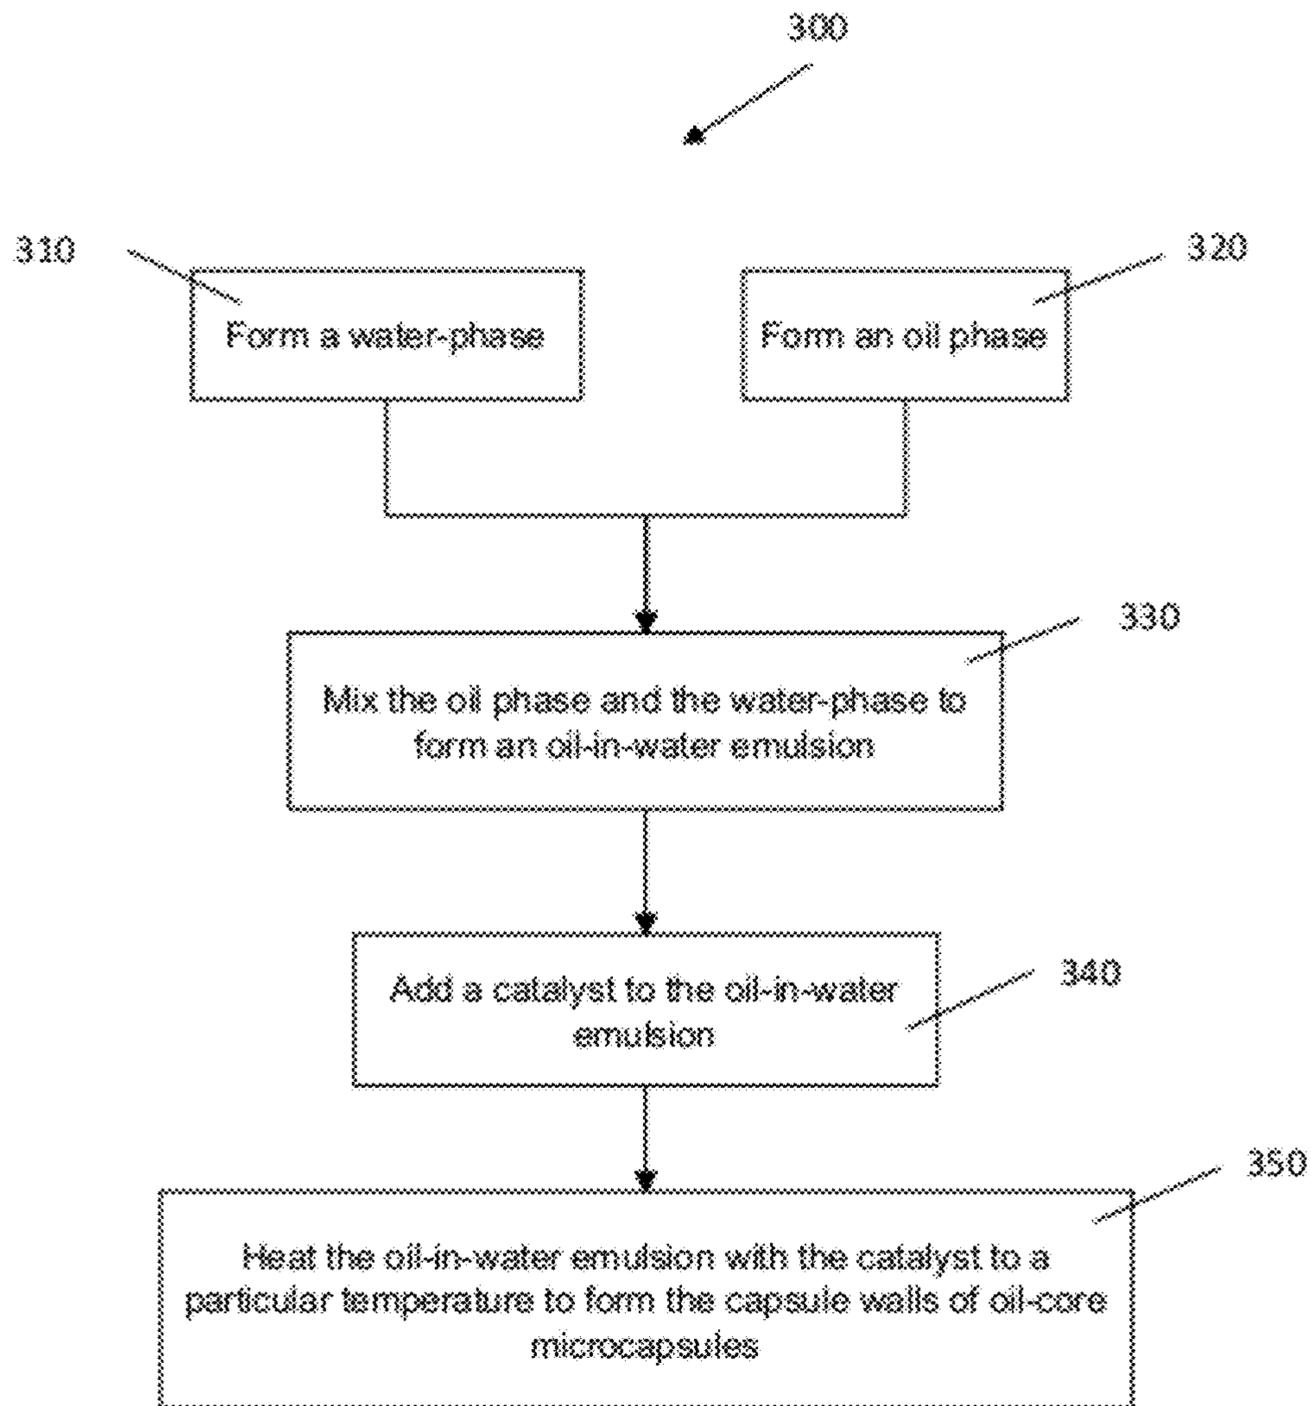 300
310
320
Form a water-phase
Form an oil phase
330
Mix the oil phase and the water-phase to
form an oil-in-water emulsion
340
Add a catalyst to the oil-in-water
emulsion
350
Heat the oil-in-water emulsion with the catalyst to a
particular temperature to form the capsule walls of oil-core
microcapsules